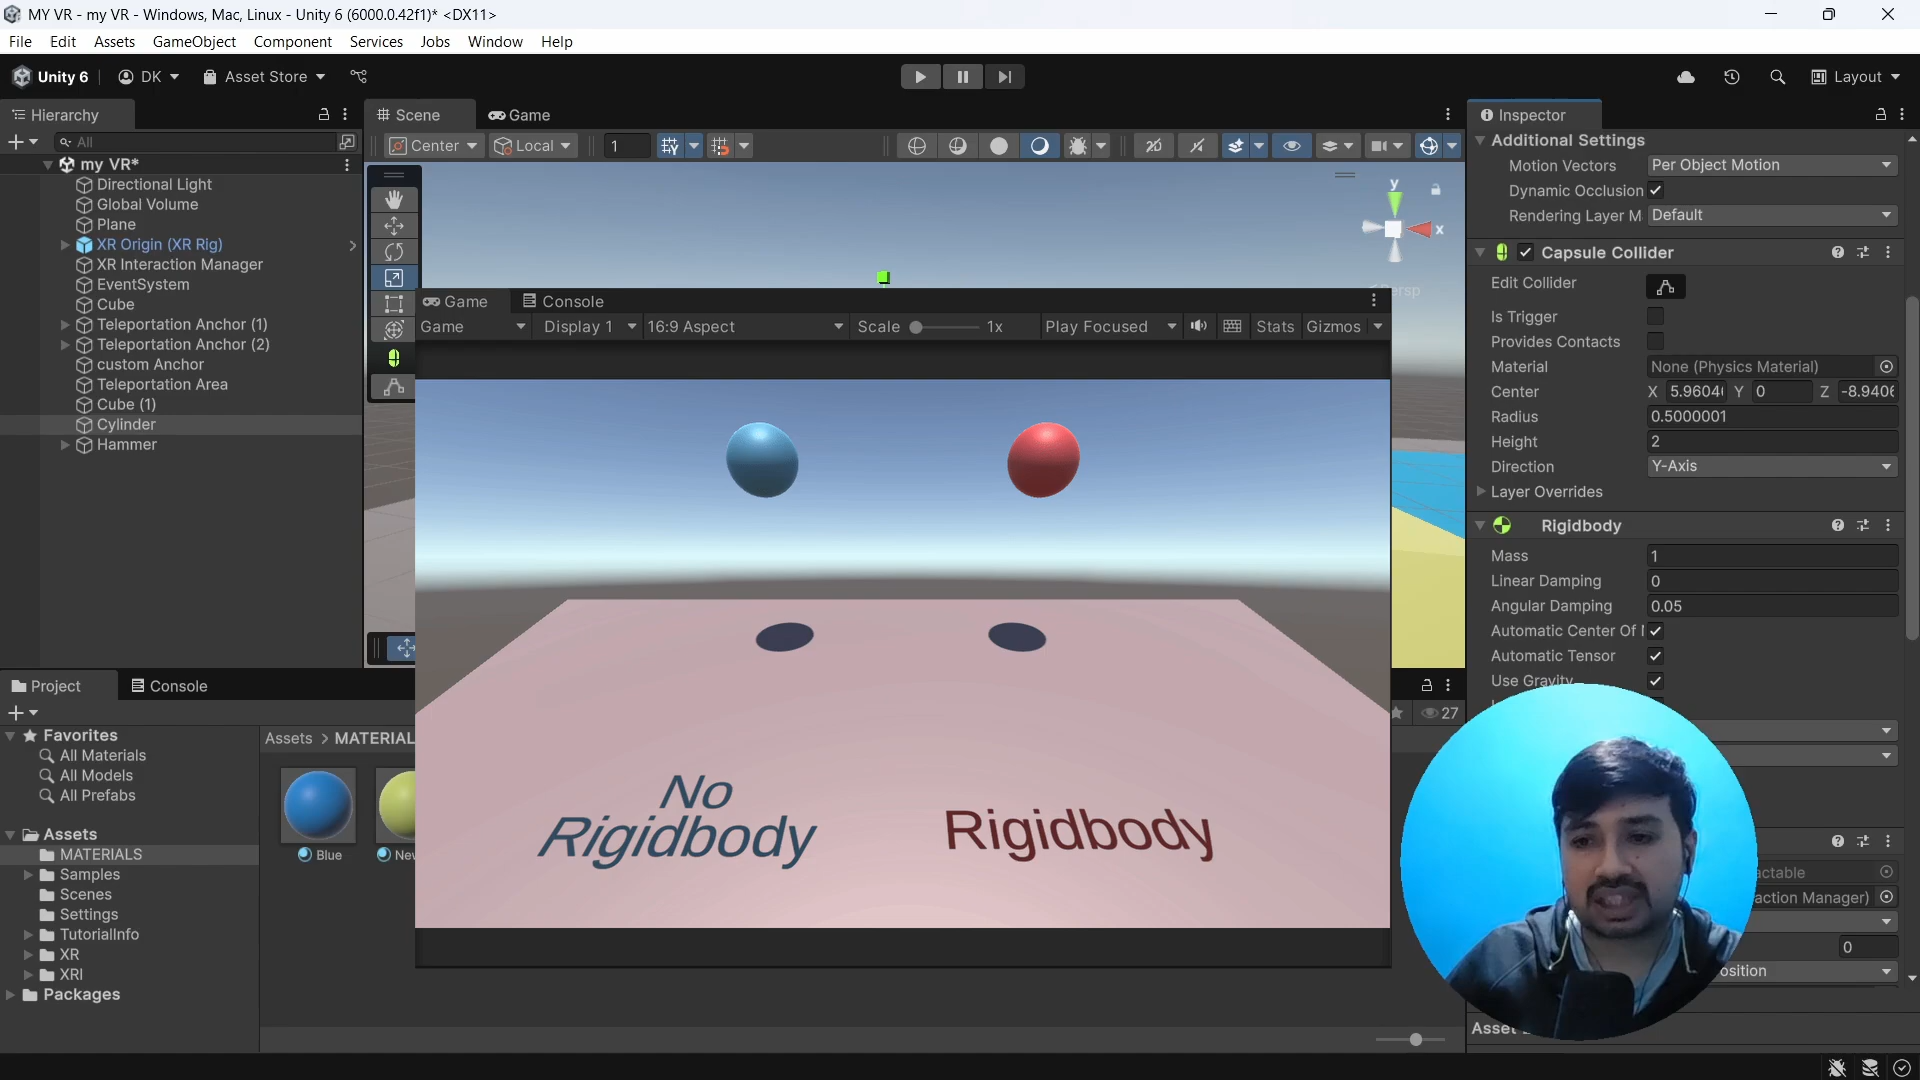 MY VR - my VR - Windows, Mac, Linux - Unity 6 (6000.0.42f1)* <DX11>
File Edit Assets GameObject Component Services Jobs Window Help
Unity 6 DK Asset Store Layout
Hierarchy
All
my VR*
Directional Light
Global Volume
Plane
XR Origin (XR Rig)
XR Interaction Manager
EventSystem
Cube
Teleportation Anchor (1)
Teleportation Anchor (2)
custom Anchor
Teleportation Area
Cube (1)
Cylinder
Hammer
Scene Game
Center Local 1
y
x
Persp
Game Console
Game Display 1 16:9 Aspect Scale 1x Play Focused Stats Gizmos
No
Rigidbody
Rigidbody
Inspector
Additional Settings
Motion Vectors Per Object Motion
Dynamic Occlusion
Rendering Layer M Default
Capsule Collider
Edit Collider
Is Trigger
Provides Contacts
Material None (Physics Material)
Center X 5.9604 Y 0 Z -8.940
Radius 0.5000001
Height 2
Direction Y-Axis
Layer Overrides
Rigidbody
Mass 1
Linear Damping 0
Angular Damping 0.05
Automatic Center Of
Automatic Tensor
Use Gravity
actable
action Manager)
0
osition
Asset
Project Console
27
Favorites
All Materials
All Models
All Prefabs
Assets
MATERIALS
Samples
Scenes
Settings
TutorialInfo
XR
XRI
Packages
Assets > MATERIAL
Blue
Nev